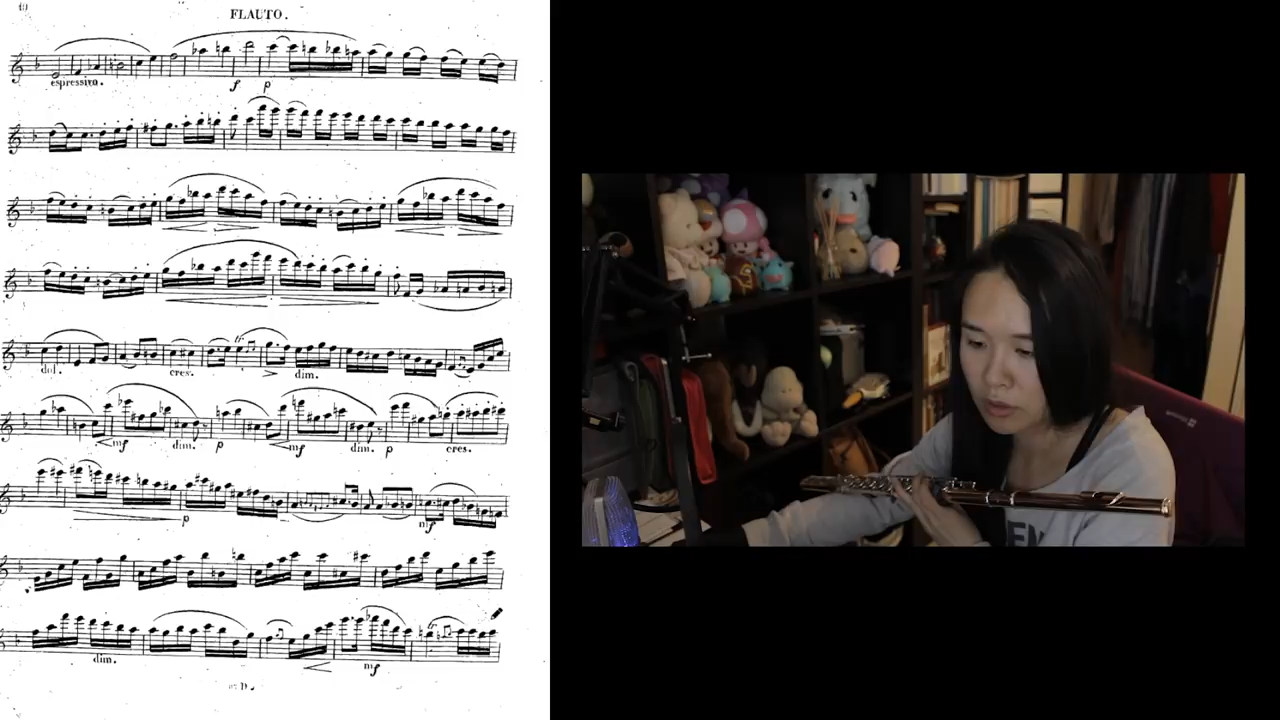 FLAUTO.
espressivo.
f p
dol. cres. dim.
mf dim. p mf dim. p cres.
p mf
dim. mf